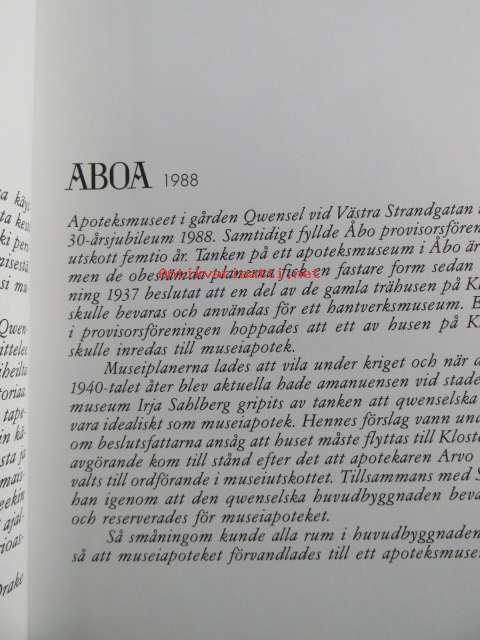 ABOA 1988
Apoteksmuseet i gården Qwensel vid Västra Strandgatan
30-årsjubileum 1988. Samtidigt fyllde Åbo provisorsfören
utskott femtio år. Tanken på ett apoteksmuseum i Åbo är
men de obestämda planerna fick en fastare form sedan
ning 1937 beslutat att en del av de gamla trähusen på Kl
skulle bevaras och användas för ett hantverksmuseum. E
i provisorsföreningen hoppades att ett av husen på K
skulle inredas till museiapotek.
Museiplanerna lades att vila under kriget och när d
1940-talet åter blev aktuella hade amanuensen vid stade
museum Irja Sahlberg gripits av tanken att qwenselska
vara idealiskt som museiapotek. Hennes förslag vann und
om beslutsfattarna ansåg att huset måste flyttas till Kloste
avgörande kom till stånd efter det att apotekaren Arvo
valts till ordförande i museiutskottet. Tillsammans med S
han igenom att den qwenselska huvudbyggnaden beva
och reserverades för museiapoteket.
Så småningom kunde alla rum i huvudbyggnaden
så att museiapoteket förvandlades till ett apoteksmuse